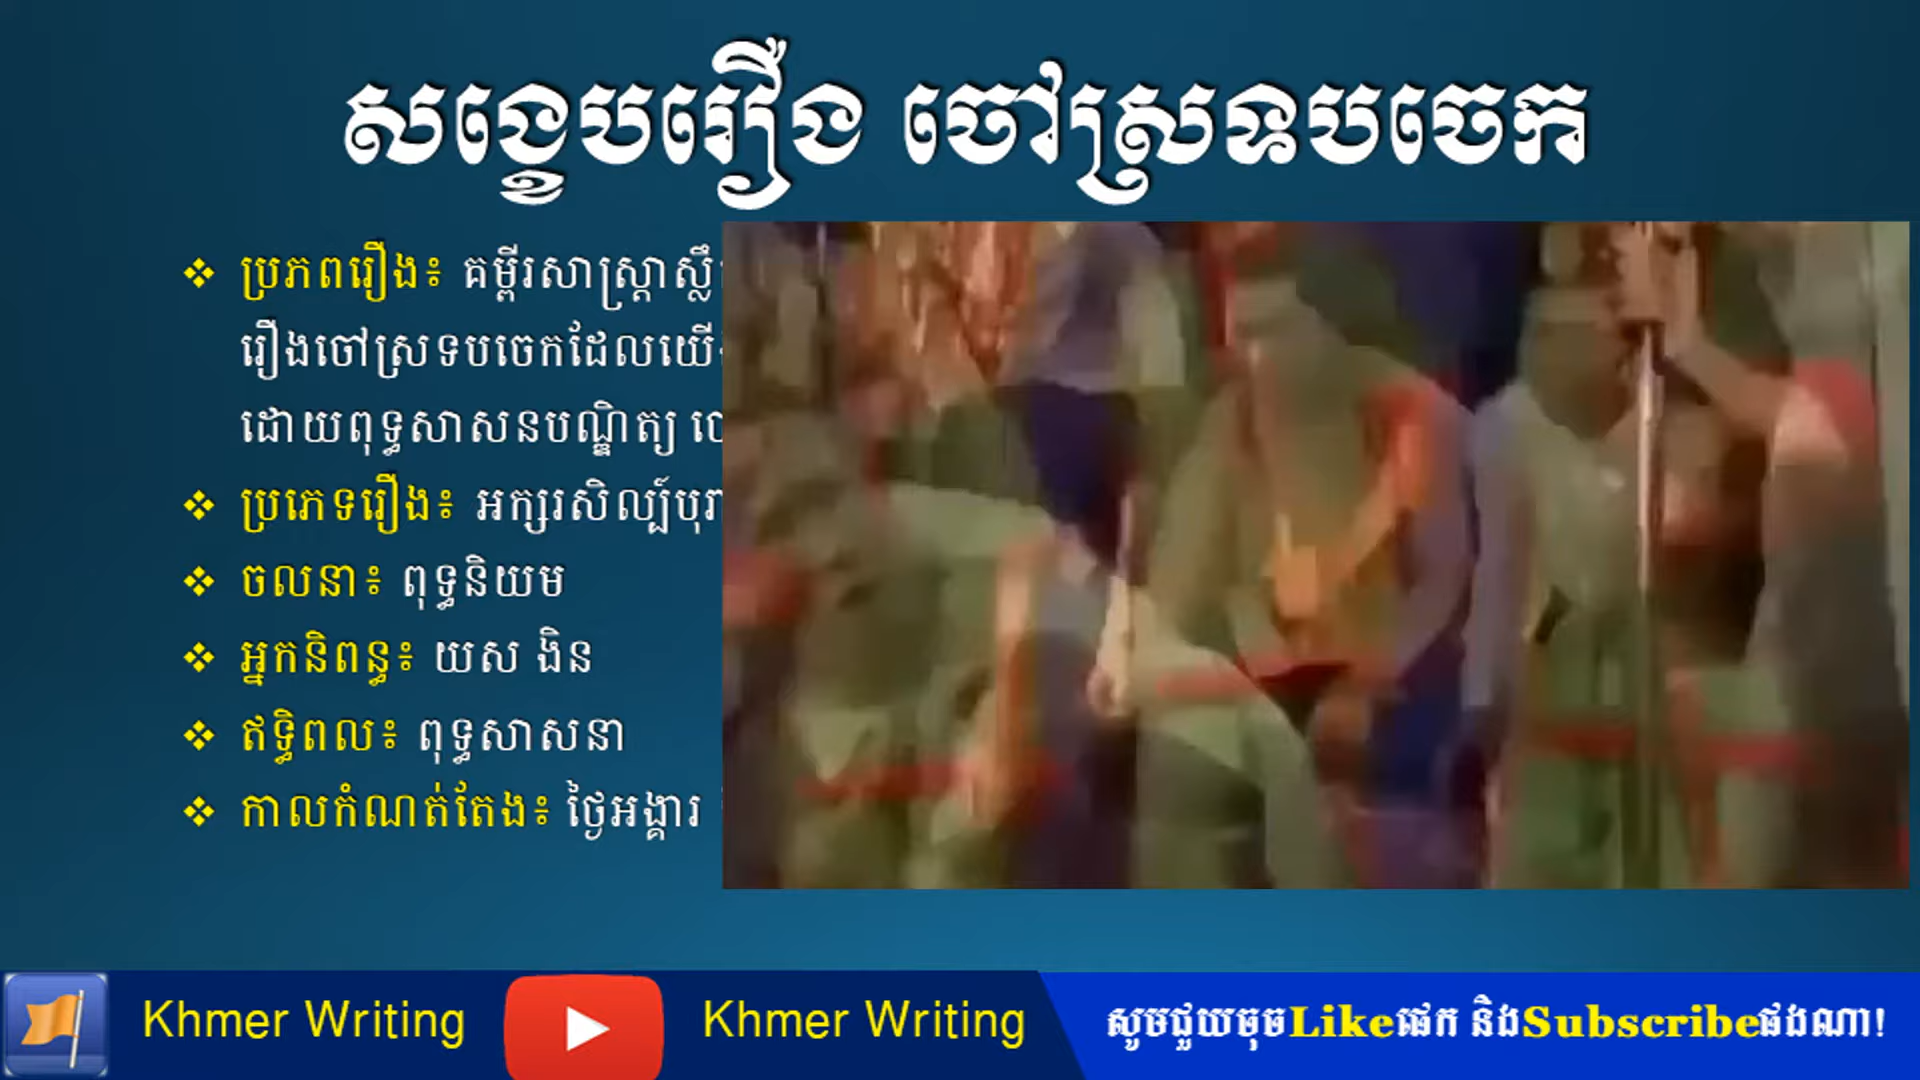 សង្ខេបរឿង ចៅស្រទបចេក
ប្រភពរឿង៖ គម្ពីរសាស្ត្រាស្លឹ
រឿងចៅស្រទបចេកដែលយើ
ដោយពុទ្ធសាសនបណ្ឌិត្យ
ប្រភេទរឿង៖ អក្សរសិល្ប៍បុរា
ចលនា៖ ពុទ្ធនិយម
អ្នកនិពន្ធ៖ យស ងិន
ឥទ្ធិពល៖ ពុទ្ធសាសនា
កាលកំណត់តែង៖ ថ្ងៃអង្គារ
Khmer Writing
Khmer Writing
សូមជួយចុចLikeផេក និងSubscribeផងណា!